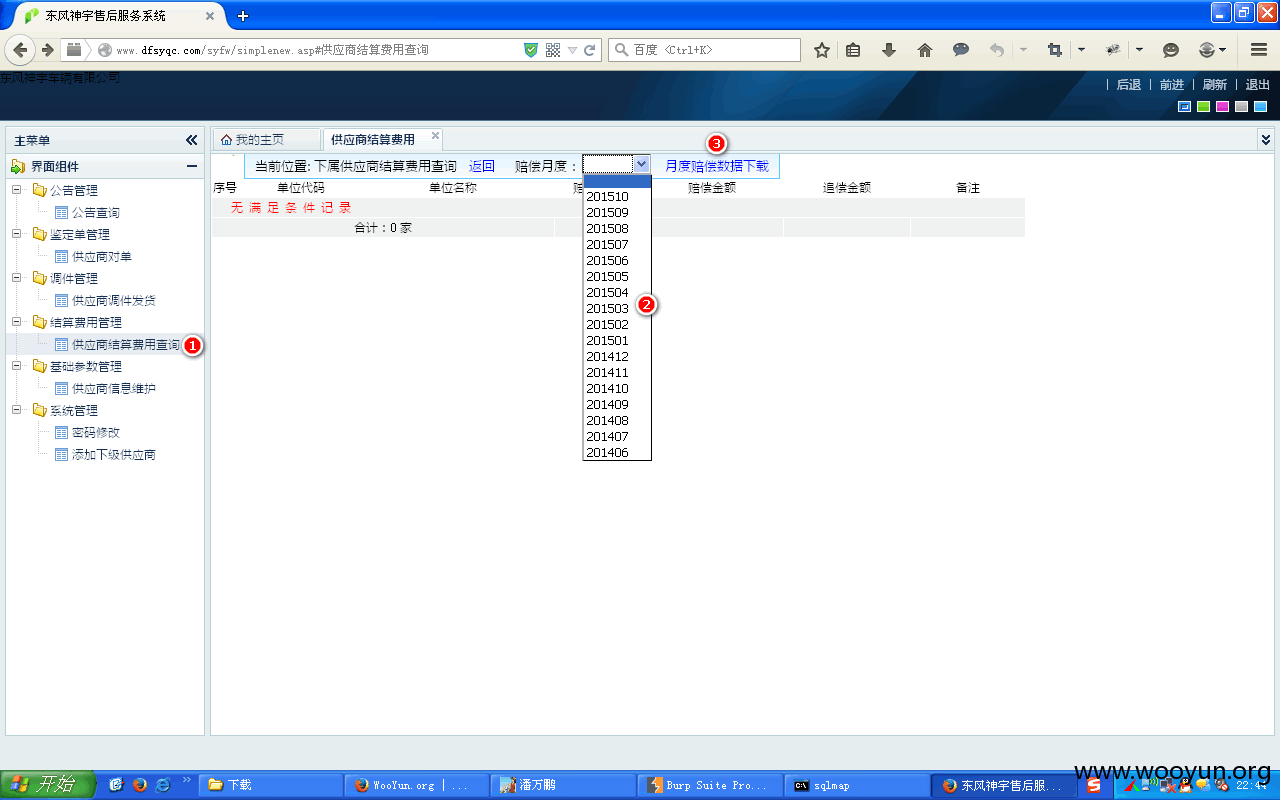 东风神宇售后服务系统
www.dfsyqc.com/syfw/simplenew.asp#供应商结算费用查询
百度 <Ctrl+K>
东风神宇车辆有限公司
| 后退 | 前进 | 刷新 | 退出
主菜单
我的主页
供应商结算费用
3
界面组件
当前位置: 下属供应商结算费用查询 返回 赔偿月度：
月度赔偿数据下载
序号 单位代码 单位名称 赔偿金额 追偿金额 备注
无 满 足 条 件 记 录
合计：0 家
201510
201509
201508
201507
201506
201505
201504
201503
201502
201501
201412
201411
201410
201409
201408
201407
201406
2
公告管理
公告查询
鉴定单管理
供应商对单
调件管理
供应商调件发货
结算费用管理
供应商结算费用查询
1
基础参数管理
供应商信息维护
系统管理
密码修改
添加下级供应商
www.wooyun.org
开始
下载
WooYun.org | ...
潘万鹏
Burp Suite Pro...
sqlmap
东风神宇售后服...
22:44